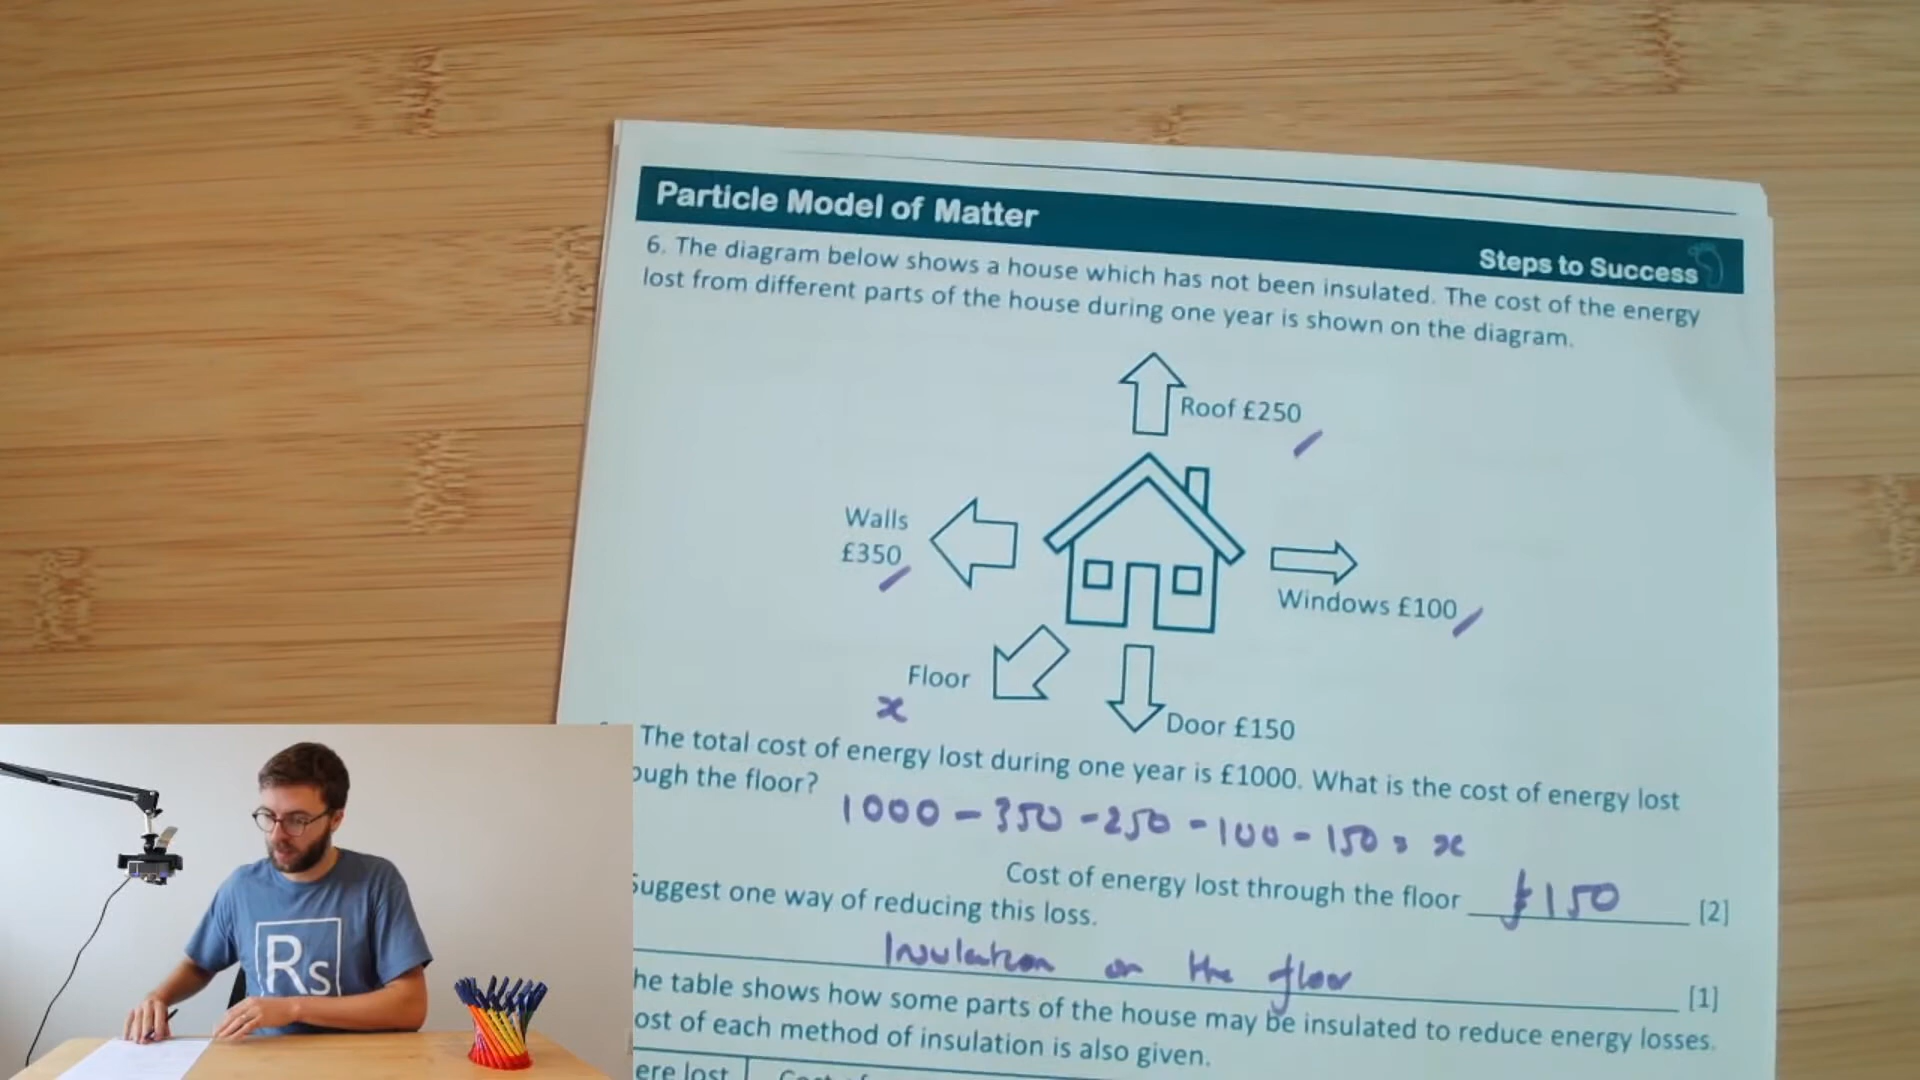 Particle Model of Matter
Steps to Success
6. The diagram below shows a house which has not been insulated. The cost of the energy
lost from different parts of the house during one year is shown on the diagram.
Roof £250
Walls
£350
Windows £100
Floor
x
Door £150
The total cost of energy lost during one year is £1000. What is the cost of energy lost
ough the floor?
1000 - 350 - 250 - 100 - 150 = x
Cost of energy lost through the floor £150 [2]
Suggest one way of reducing this loss.
Insulation on the floor
[1]
he table shows how some parts of the house may be insulated to reduce energy losses.
ost of each method of insulation is also given.
ere lost
Rs